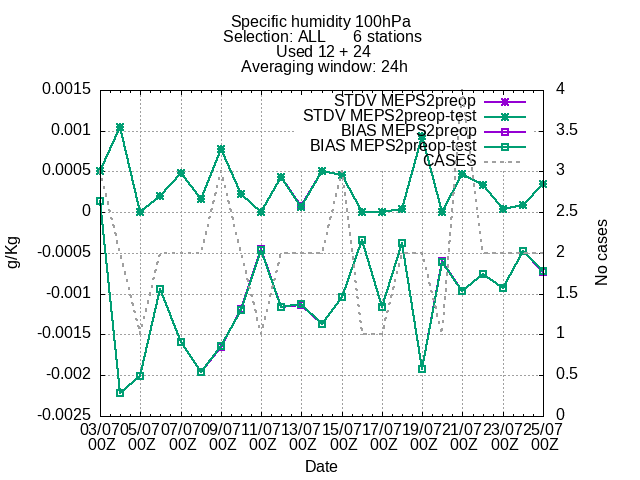 Specific humidity 100hPa
Selection: ALL 6 stations
Used 12 + 24
Averaging window: 24h
STDV MEPS2preop
STDV MEPS2preop-test
BIAS MEPS2preop
BIAS MEPS2preop-test
CASES
0.0015
0.001
0.0005
0
-0.0005
-0.001
-0.0015
-0.002
-0.0025
g/Kg
4
3.5
3
2.5
2
1.5
1
0.5
0
No cases
03/07 05/07 07/07 09/07 11/07 13/07 15/07 17/07 19/07 21/07 23/07 25/07
00Z 00Z 00Z 00Z 00Z 00Z 00Z 00Z 00Z 00Z 00Z 00Z
Date